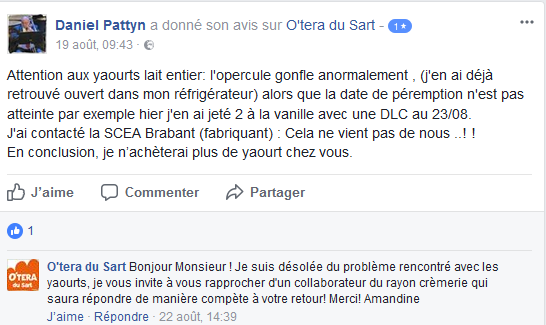 Daniel Pattyn a donné son avis sur O'tera du Sart - 1★
19 août, 09:43 ·
Attention aux yaourts lait entier: l'opercule gonfle anormalement , (j'en ai déjà
retrouvé ouvert dans mon réfrigérateur) alors que la date de péremption n'est pas
atteinte par exemple hier j'en ai jeté 2 à la vanille avec une DLC au 23/08.
J'ai contacté la SCEA Brabant (fabriquant) : Cela ne vient pas de nous ..! !
En conclusion, je n'achèterai plus de yaourt chez vous.
J'aime Commenter Partager
1
O'TERA
du Sart
O'tera du Sart Bonjour Monsieur ! Je suis désolée du problème rencontré avec les
yaourts, je vous invite à vous rapprocher d'un collaborateur du rayon crèmerie qui
saura répondre de manière compète à votre retour! Merci! Amandine
J'aime · Répondre · 22 août, 14:39